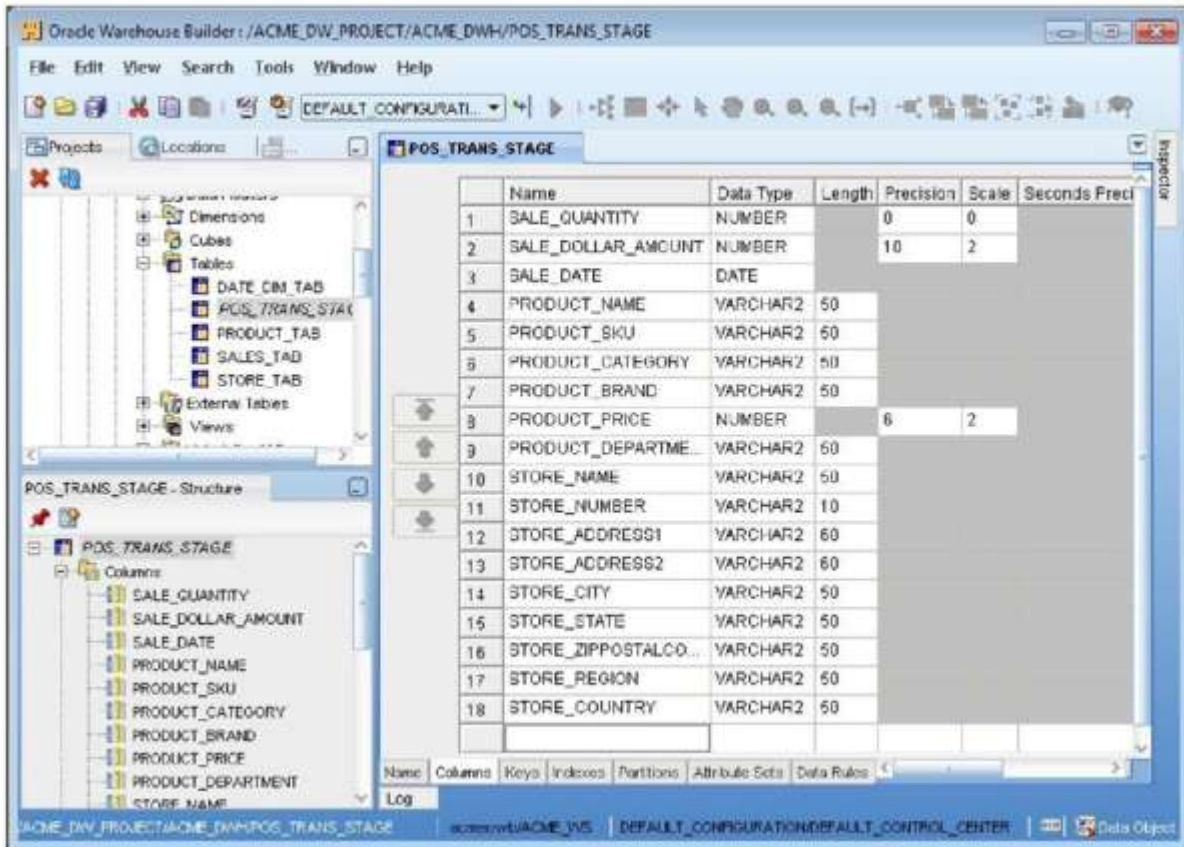 Oracle Warehouse Builder : /ACME_DW_PROJECT/ACME_DWH/POS_TRANS_STAGE
File Edit View Search Tools Window Help
DEFAULT_CONFIGURATI...
Projects Locations
Dimensions
Cubes
Tables
DATE_DIM_TAB
POS_TRANS_STAG
PRODUCT_TAB
SALES_TAB
STORE_TAB
External Tables
Views
POS_TRANS_STAGE - Structure
POS_TRANS_STAGE
Columns
SALE_QUANTITY
SALE_DOLLAR_AMOUNT
SALE_DATE
PRODUCT_NAME
PRODUCT_SKU
PRODUCT_CATEGORY
PRODUCT_BRAND
PRODUCT_PRICE
PRODUCT_DEPARTMENT
STORE_NAME
POS_TRANS_STAGE
Inspector
Name Data Type Length Precision Scale Seconds Preci
1 SALE_QUANTITY NUMBER 0 0
2 SALE_DOLLAR_AMOUNT NUMBER 10 2
3 SALE_DATE DATE
4 PRODUCT_NAME VARCHAR2 50
5 PRODUCT_SKU VARCHAR2 50
6 PRODUCT_CATEGORY VARCHAR2 50
7 PRODUCT_BRAND VARCHAR2 50
8 PRODUCT_PRICE NUMBER 6 2
9 PRODUCT_DEPARTME... VARCHAR2 50
10 STORE_NAME VARCHAR2 50
11 STORE_NUMBER VARCHAR2 10
12 STORE_ADDRESS1 VARCHAR2 60
13 STORE_ADDRESS2 VARCHAR2 60
14 STORE_CITY VARCHAR2 50
15 STORE_STATE VARCHAR2 50
16 STORE_ZIPPOSTALCO... VARCHAR2 50
17 STORE_REGION VARCHAR2 50
18 STORE_COUNTRY VARCHAR2 50
Name Columns Keys Indexes Partitions Attribute Sets Data Rules
Log
/ACME_DW_PROJECT/ACME_DWH/POS_TRANS_STAGE DEFAULT_CONFIGURATION/DEFAULT_CONTROL_CENTER Data Object